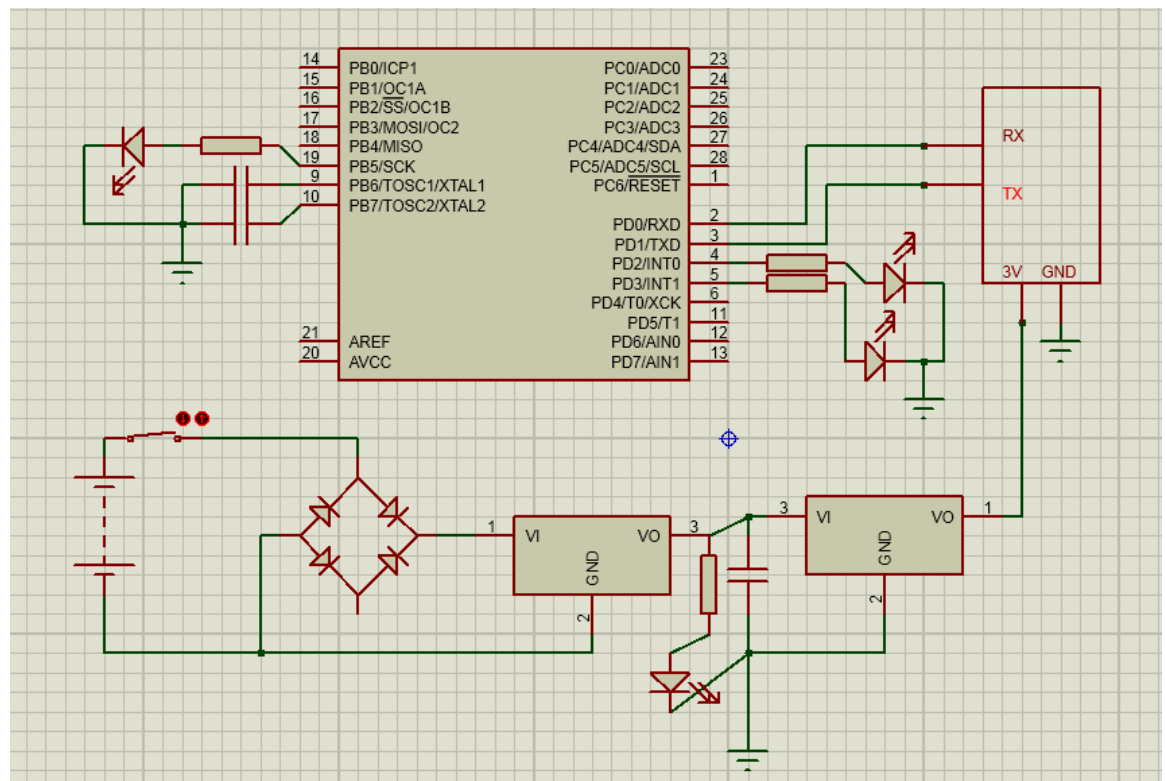 14 PB0/ICP1 PC0/ADC0 23
15 PB1/OC1A PC1/ADC1 24
16 PB2/SS/OC1B PC2/ADC2 25
17 PB3/MOSI/OC2 PC3/ADC3 26
18 PB4/MISO PC4/ADC4/SDA 27
19 PB5/SCK PC5/ADC5/SCL 28
9 PB6/TOSC1/XTAL1 PC6/RESET 1
10 PB7/TOSC2/XTAL2
PD0/RXD 2
PD1/TXD 3
PD2/INT0 4
PD3/INT1 5
PD4/T0/XCK 6
PD5/T1 11
21 AREF PD6/AIN0 12
20 AVCC PD7/AIN1 13
RX
TX
3V GND
1 VI VO 3
GND
2
3 VI VO 1
GND
2